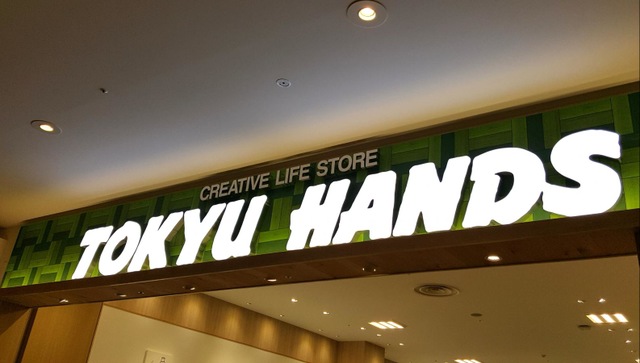 CREATIVE LIFE STORE
TOKYU HANDS